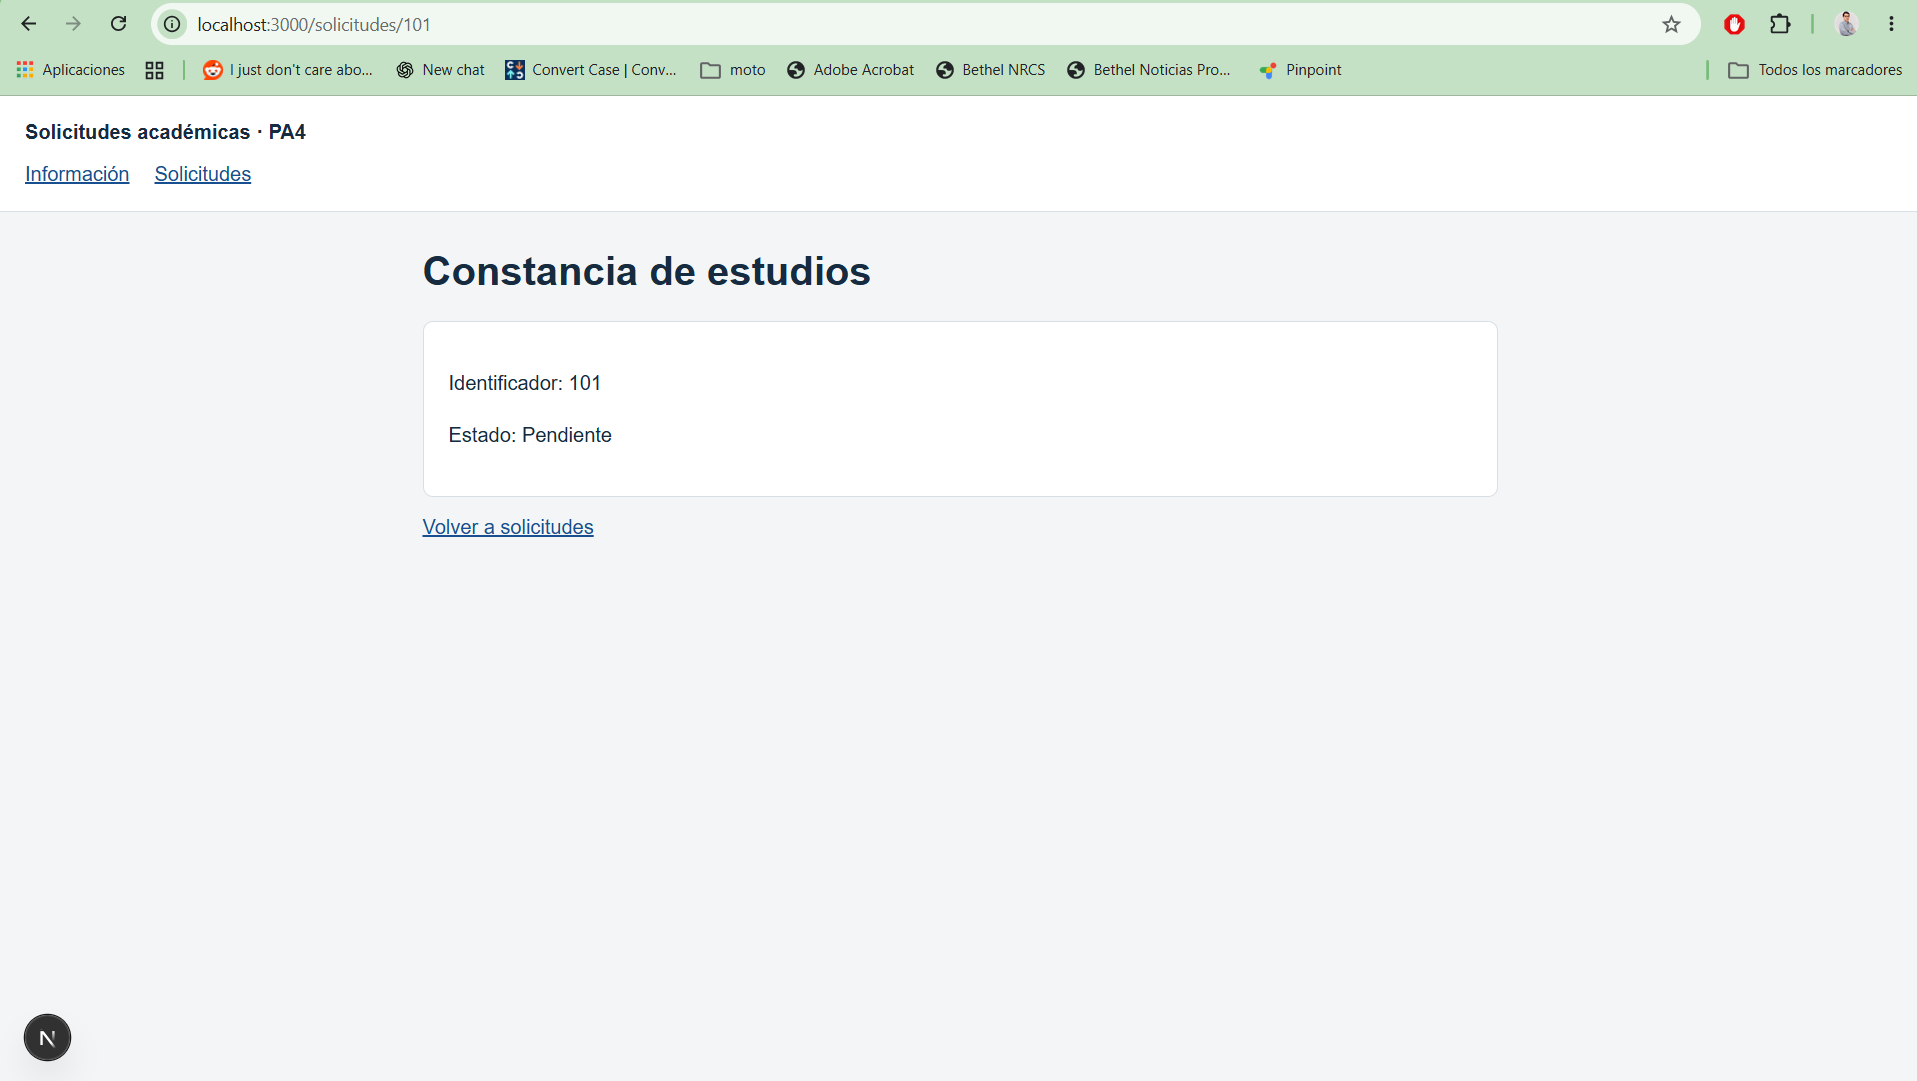 localhost:3000/solicitudes/101
Aplicaciones I just don't care abo... New chat Convert Case | Conv... moto Adobe Acrobat Bethel NRCS Bethel Noticias Pro... Pinpoint Todos los marcadores
Solicitudes académicas · PA4
Información Solicitudes
Constancia de estudios
Identificador: 101
Estado: Pendiente
Volver a solicitudes
N